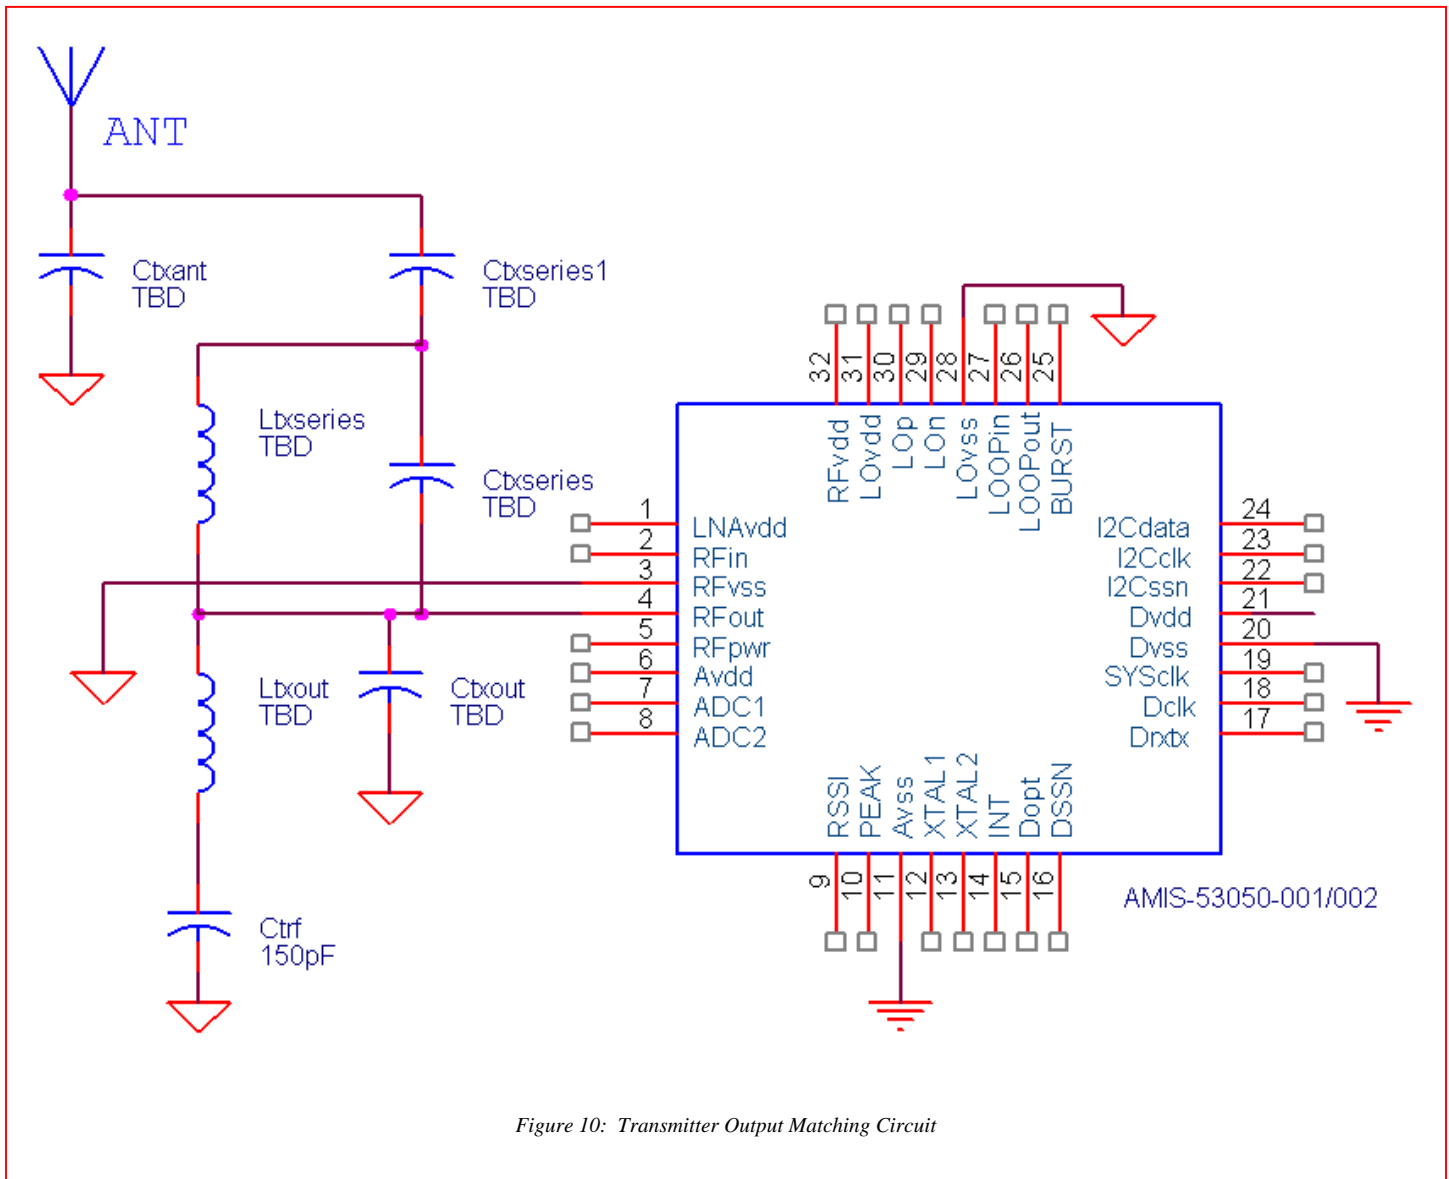 ANT
Ctxant
TBD
Ctxseries1
TBD
Ltxseries
TBD
Ctxseries
TBD
Ltxout
TBD
Ctxout
TBD
Ctrf
150pF
32
31
30
29
28
27
26
25
RFvdd
LOvdd
LOp
LOn
LOvss
LOOPin
LOOPout
BURST
1
LNAvdd
2
RFin
3
RFvss
4
RFout
5
RFpwr
6
Avdd
7
ADC1
8
ADC2
24
I2Cdata
23
I2Cclk
22
I2Cssn
21
Dvdd
20
Dvss
19
SYSclk
18
Dclk
17
Drxtx
RSSI
PEAK
Avss
XTAL1
XTAL2
INT
Dopt
DSSN
9
10
11
12
13
14
15
16
AMIS-53050-001/002
Figure 10: Transmitter Output Matching Circuit